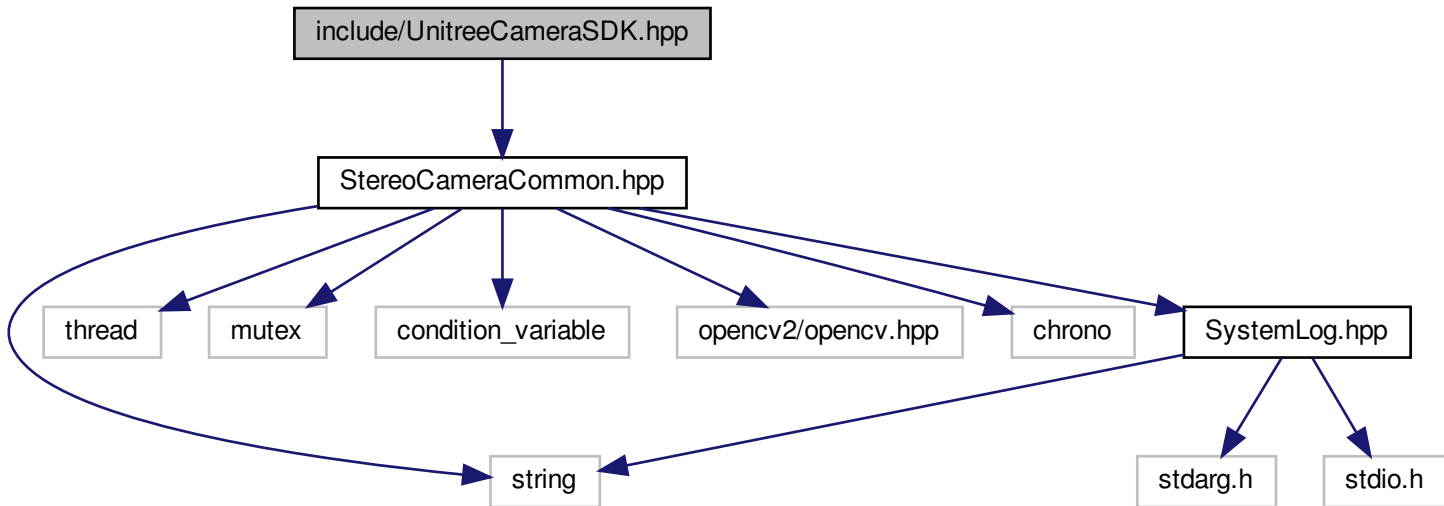 include/UnitreeCameraSDK.hpp
StereoCameraCommon.hpp
thread
mutex
condition_variable
opencv2/opencv.hpp
chrono
SystemLog.hpp
string
stdarg.h
stdio.h